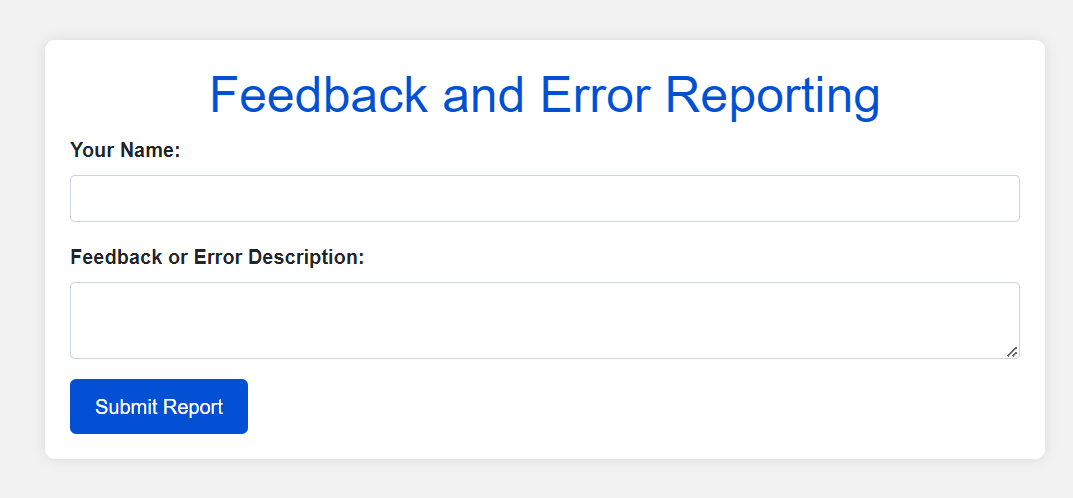 Feedback and Error Reporting
Your Name:
Feedback or Error Description:
Submit Report